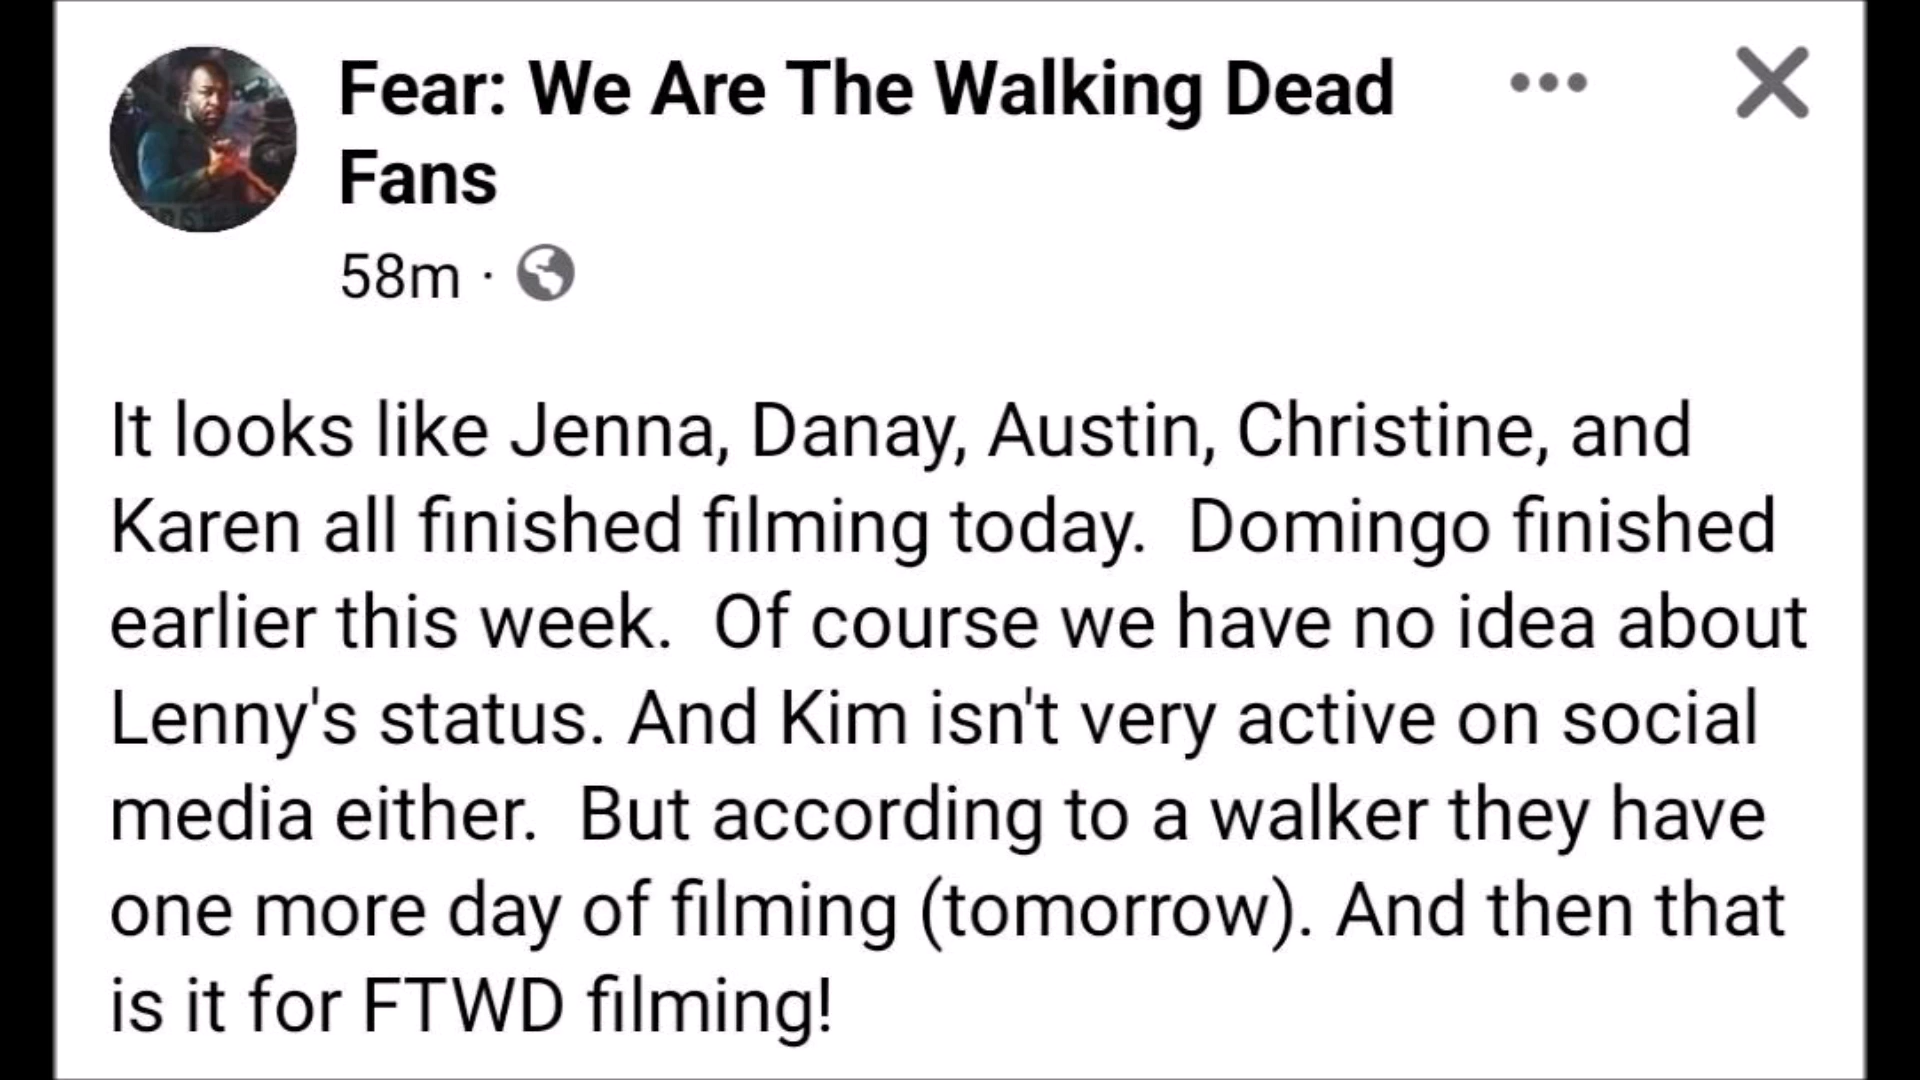 Fear: We Are The Walking Dead
Fans
58m ·
It looks like Jenna, Danay, Austin, Christine, and
Karen all finished filming today.  Domingo finished
earlier this week.  Of course we have no idea about
Lenny's status. And Kim isn't very active on social
media either.  But according to a walker they have
one more day of filming (tomorrow). And then that
is it for FTWD filming!